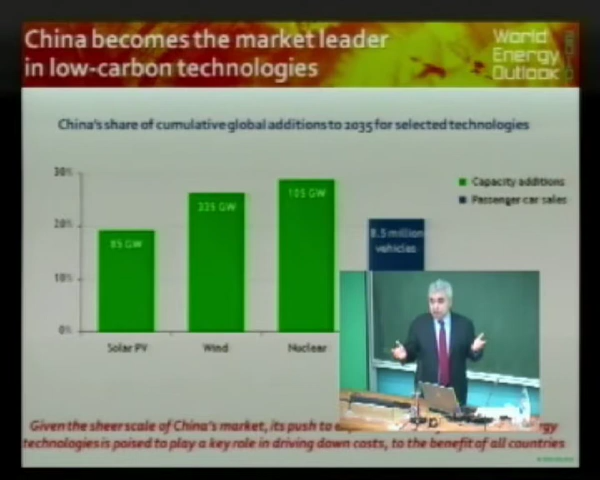 China becomes the market leader
in low-carbon technologies
World
Energy
Outlook
2010
China's share of cumulative global additions to 2035 for selected technologies
30%
20%
10%
0%
85 GW
335 GW
105 GW
8.5 million
vehicles
Solar PV
Wind
Nuclear
Capacity additions
Passenger car sales
Given the sheer scale of China's market, its push to
technologies is poised to play a key role in driving down costs, to the benefit of all countries